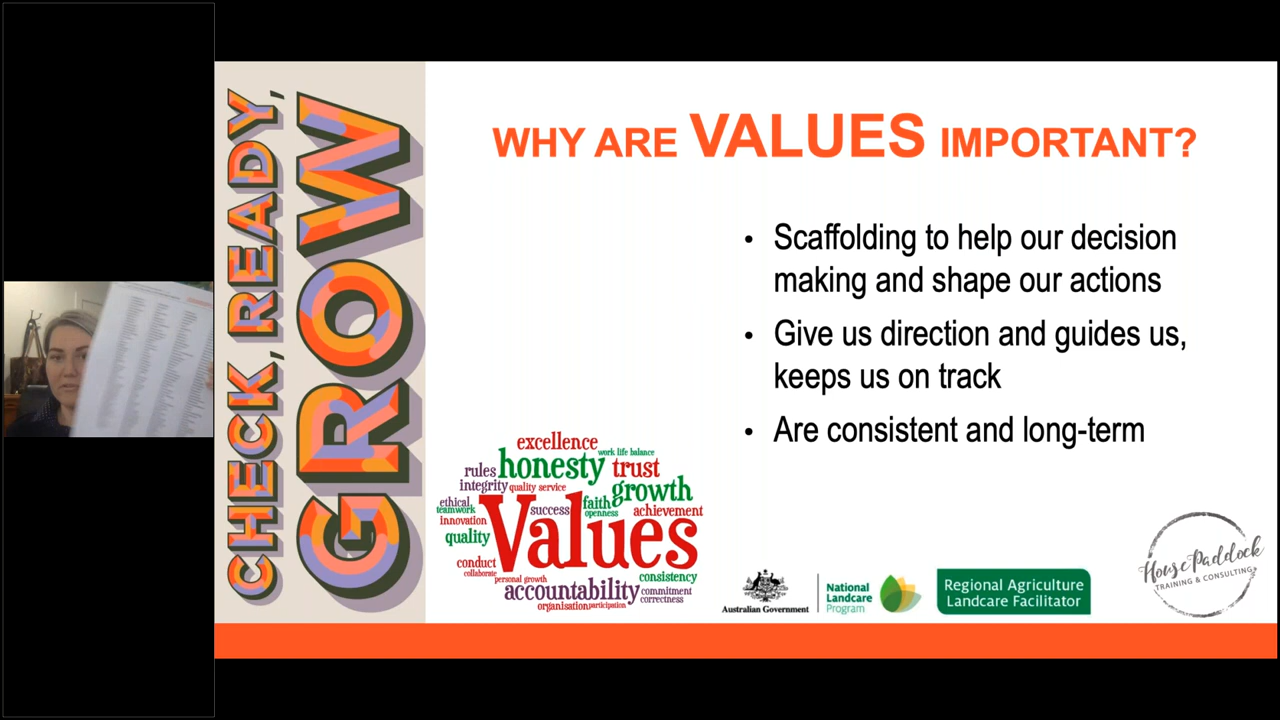 CHECK, READY,
GROW
WHY ARE VALUES IMPORTANT?
• Scaffolding to help our decision
making and shape our actions
• Give us direction and guides us,
keeps us on track
• Are consistent and long-term
excellence
work life balance
rules honesty trust
integrity quality service
growth
ethical
teamwork
success faith
openness
achievement
innovation
Values
quality
conduct
collaborate
personal growth
consistency
accountability commitment
correctness
organisation participation
Australian Government
National
Landcare
Program
Regional Agriculture
Landcare Facilitator
House Paddock
TRAINING & CONSULTING